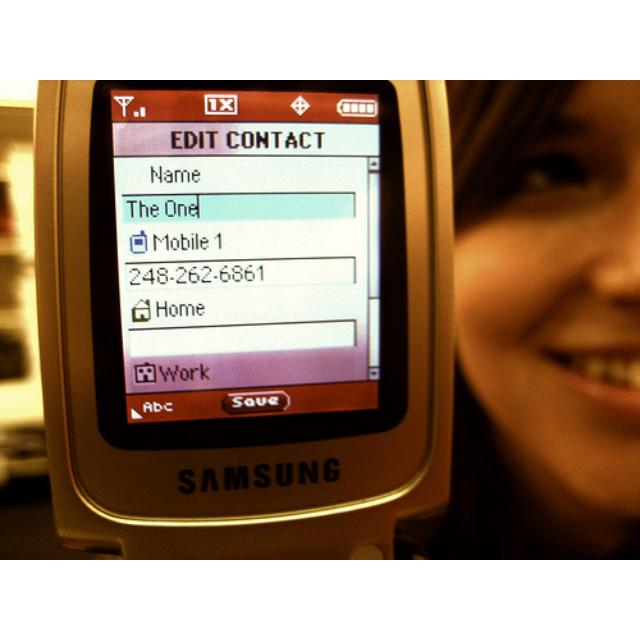 1X
EDIT CONTACT
Name
The One
Mobile 1
248-262-6861
Home
Work
Abc
Save
SAMSUNG